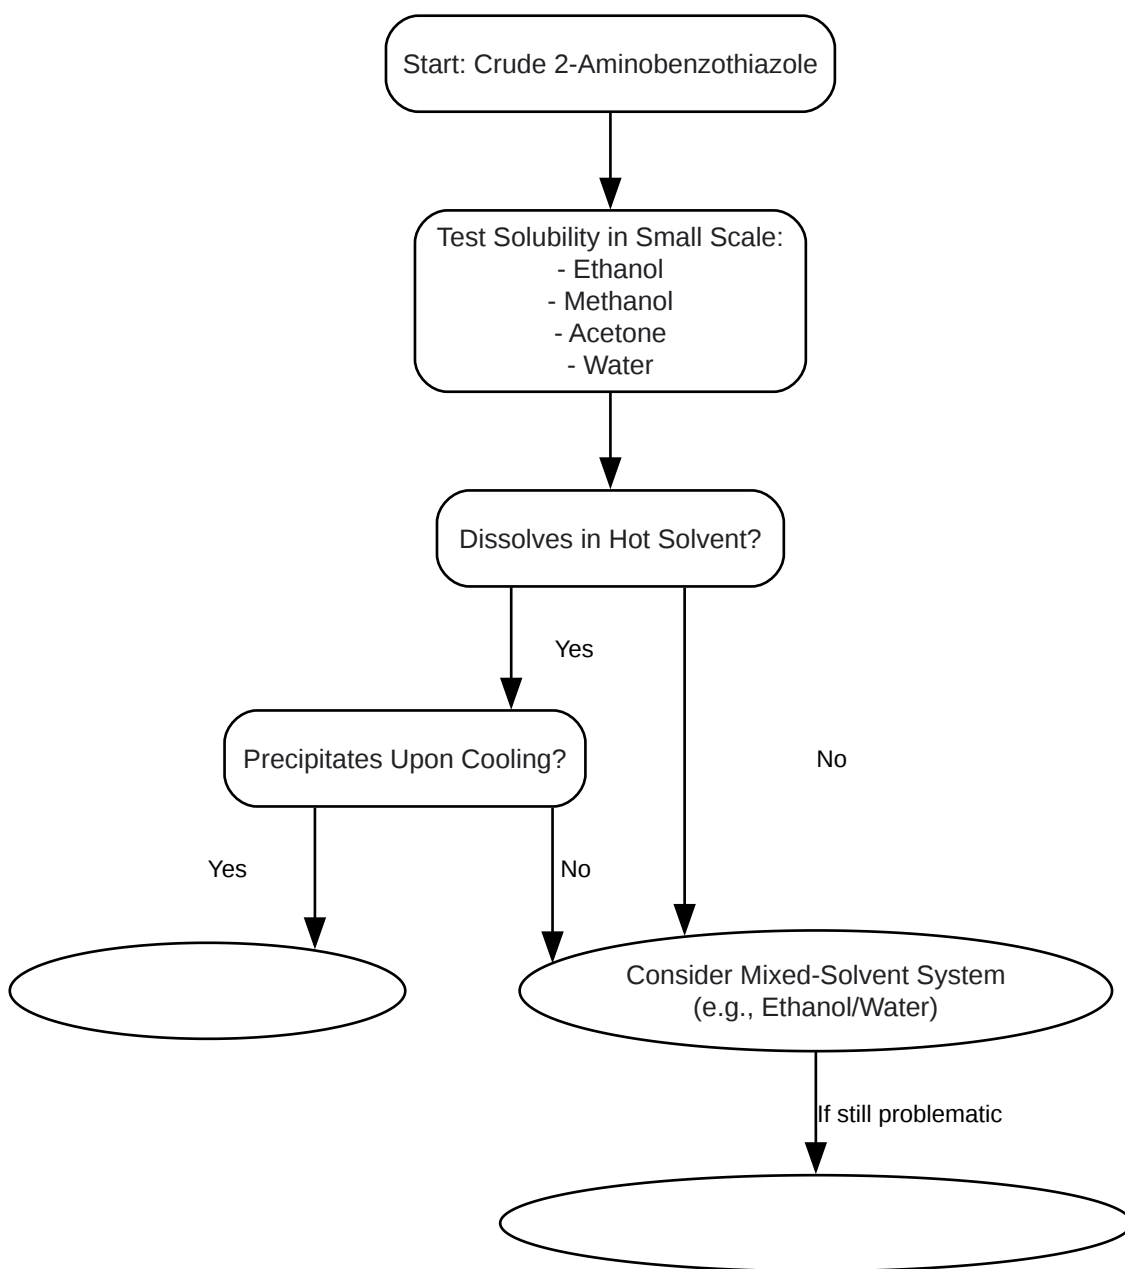 Start: Crude 2-Aminobenzothiazole
Test Solubility in Small Scale:
- Ethanol
- Methanol
- Acetone
- Water
Dissolves in Hot Solvent?
Yes
Precipitates Upon Cooling?
No
Yes
No
Consider Mixed-Solvent System
(e.g., Ethanol/Water)
If still problematic